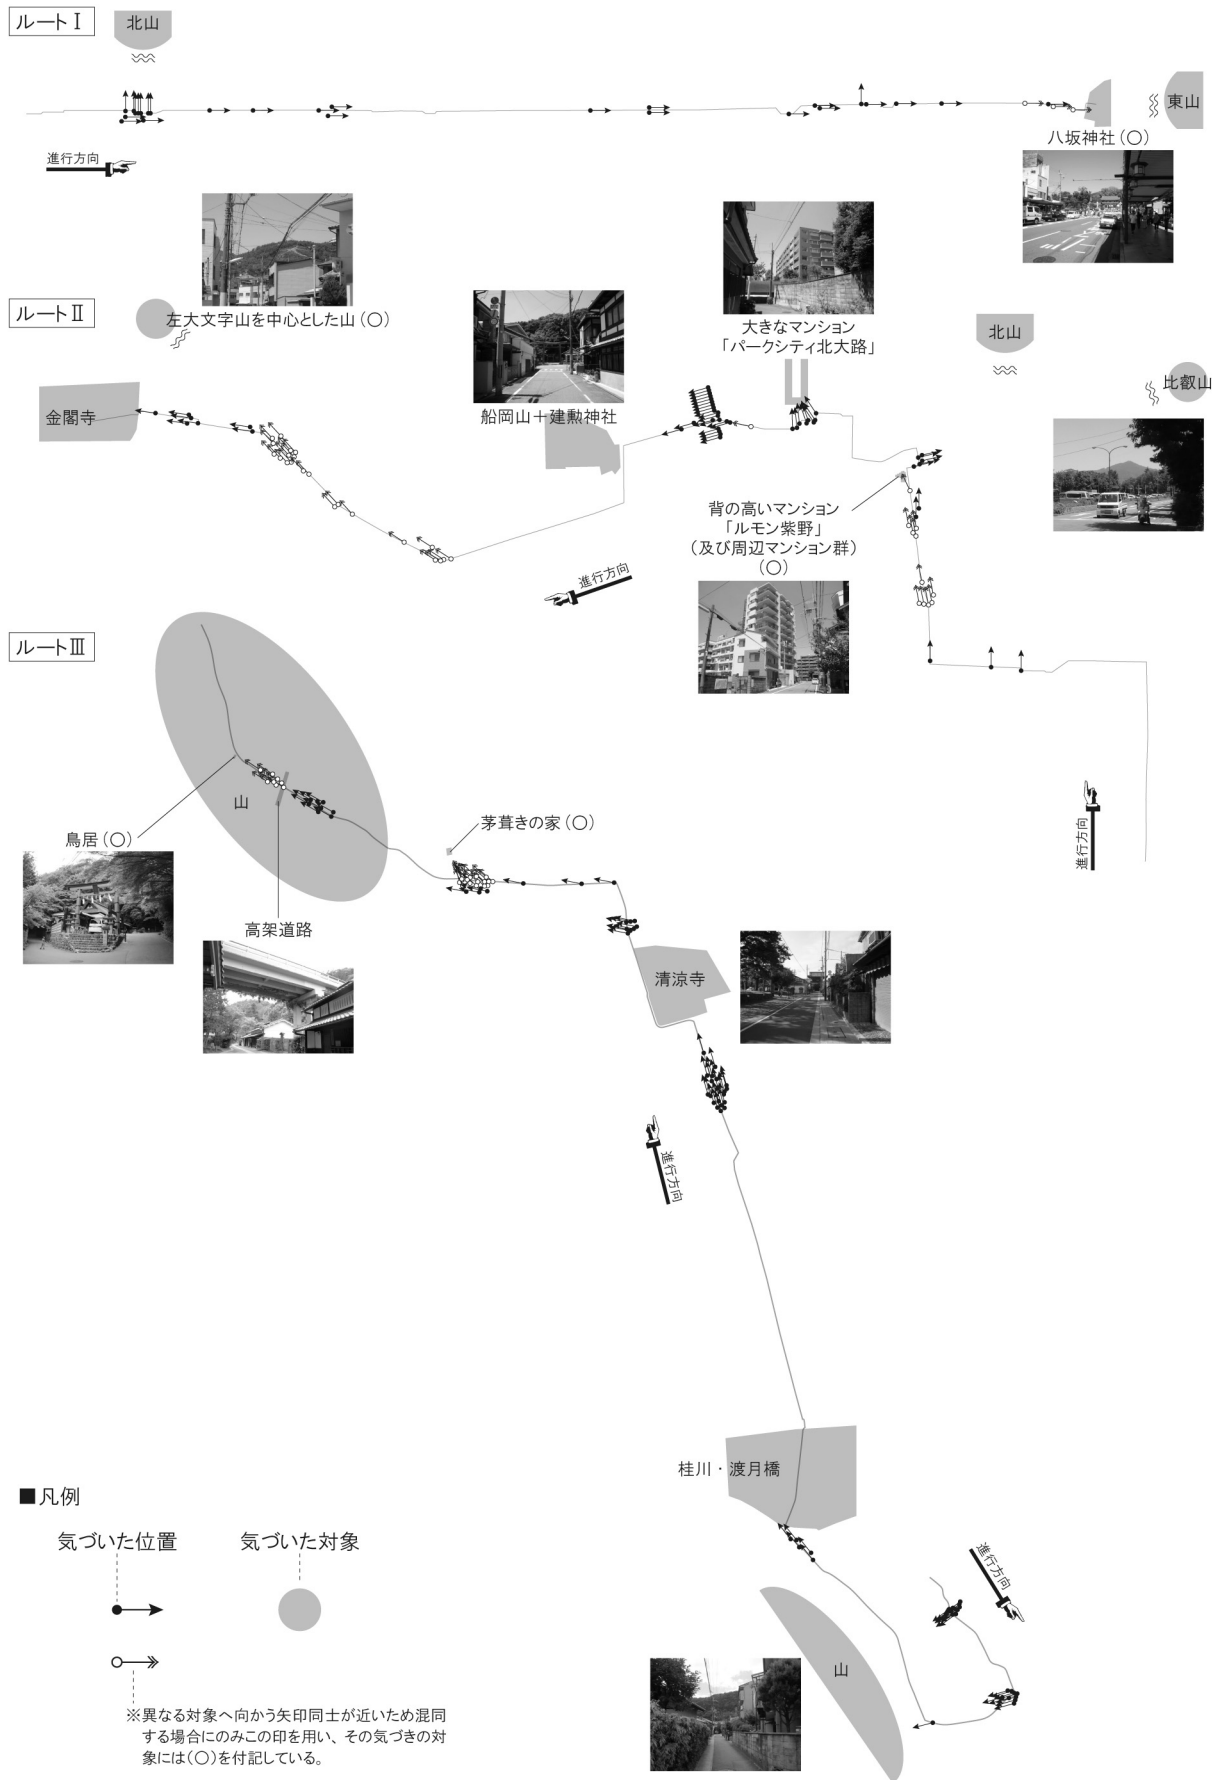 ルートⅠ
北山
東山
八坂神社(○)
進行方向
左大文字山を中心とした山(○)
ルートⅡ
大きなマンション
「パークシティ北大路」
北山
比叡山
金閣寺
船岡山＋建勲神社
背の高いマンション
「ルモン紫野」
(及び周辺マンション群)
(○)
進行方向
進行方向
ルートⅢ
山
鳥居(○)
茅葺きの家(○)
高架道路
清涼寺
進行方向
桂川・渡月橋
進行方向
山
■凡例
気づいた位置
気づいた対象
※異なる対象へ向かう矢印同士が近いため混同
する場合にのみこの印を用い、その気づきの対
象には(○)を付記している。